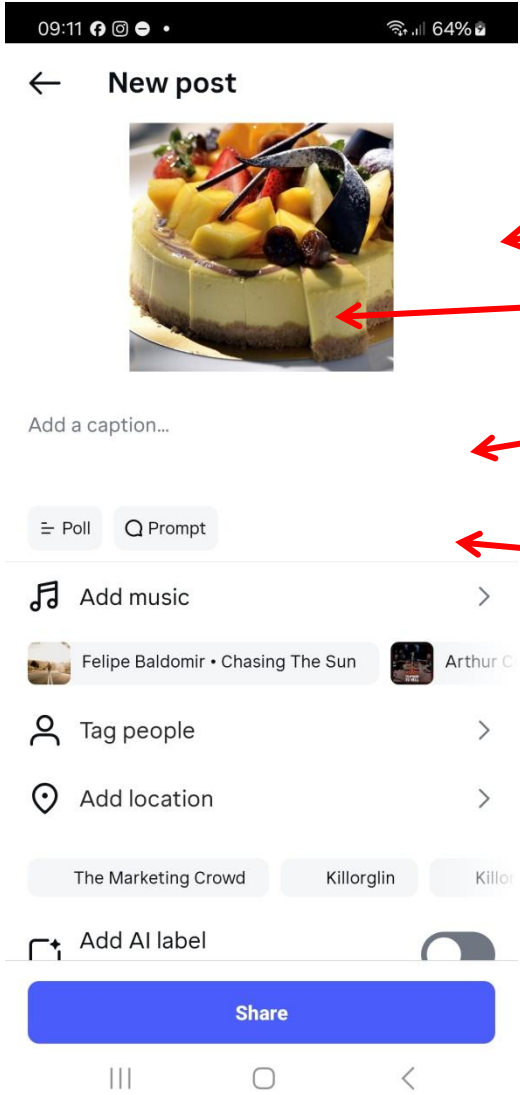 09:11 64%
New post
Add a caption...
Poll Prompt
Add music
Felipe Baldomir • Chasing The Sun Arthur C
Tag people
Add location
The Marketing Crowd Killorglin Killor
Add AI label
Share